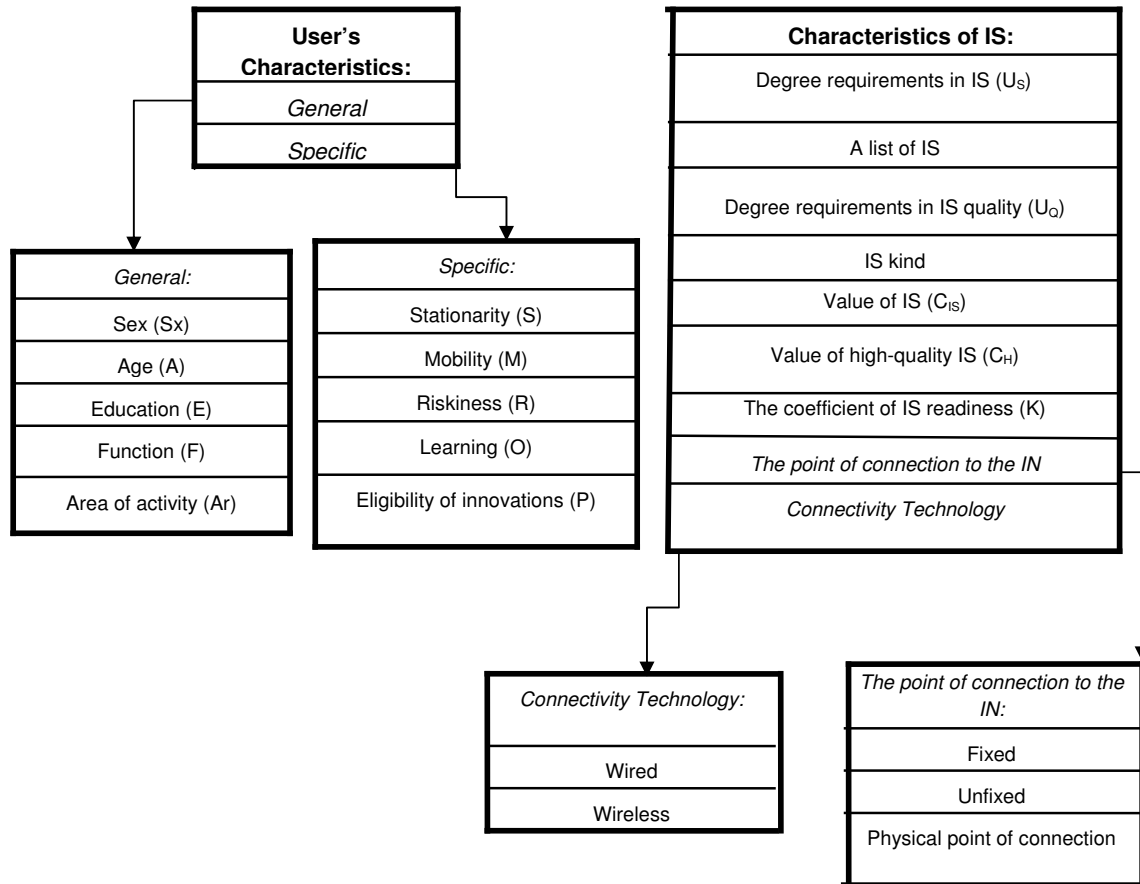 User's
Characteristics:
General
Specific
General:
Sex (Sx)
Age (A)
Education (E)
Function (F)
Area of activity (Ar)
Specific:
Stationarity (S)
Mobility (M)
Riskiness (R)
Learning (O)
Eligibility of innovations (P)
Characteristics of IS:
Degree requirements in IS (U_S)
A list of IS
Degree requirements in IS quality (U_Q)
IS kind
Value of IS (C_IS)
Value of high-quality IS (C_H)
The coefficient of IS readiness (K)
The point of connection to the IN
Connectivity Technology
Connectivity Technology:
Wired
Wireless
The point of connection to the
IN:
Fixed
Unfixed
Physical point of connection